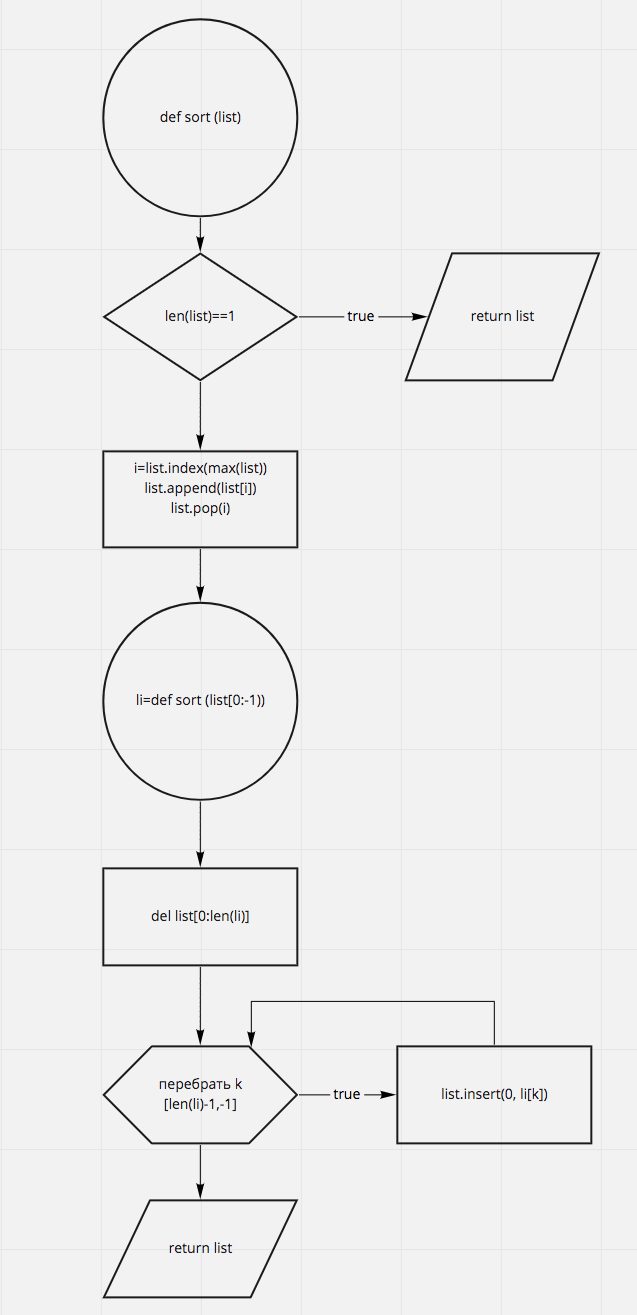 def sort (list)
len(list)==1
true
return list
i=list.index(max(list))
list.append(list[i])
list.pop(i)
li=def sort (list[0:-1))
del list[0:len(li)]
перебрать k
[len(li)-1,-1]
true
list.insert(0, li[k])
return list